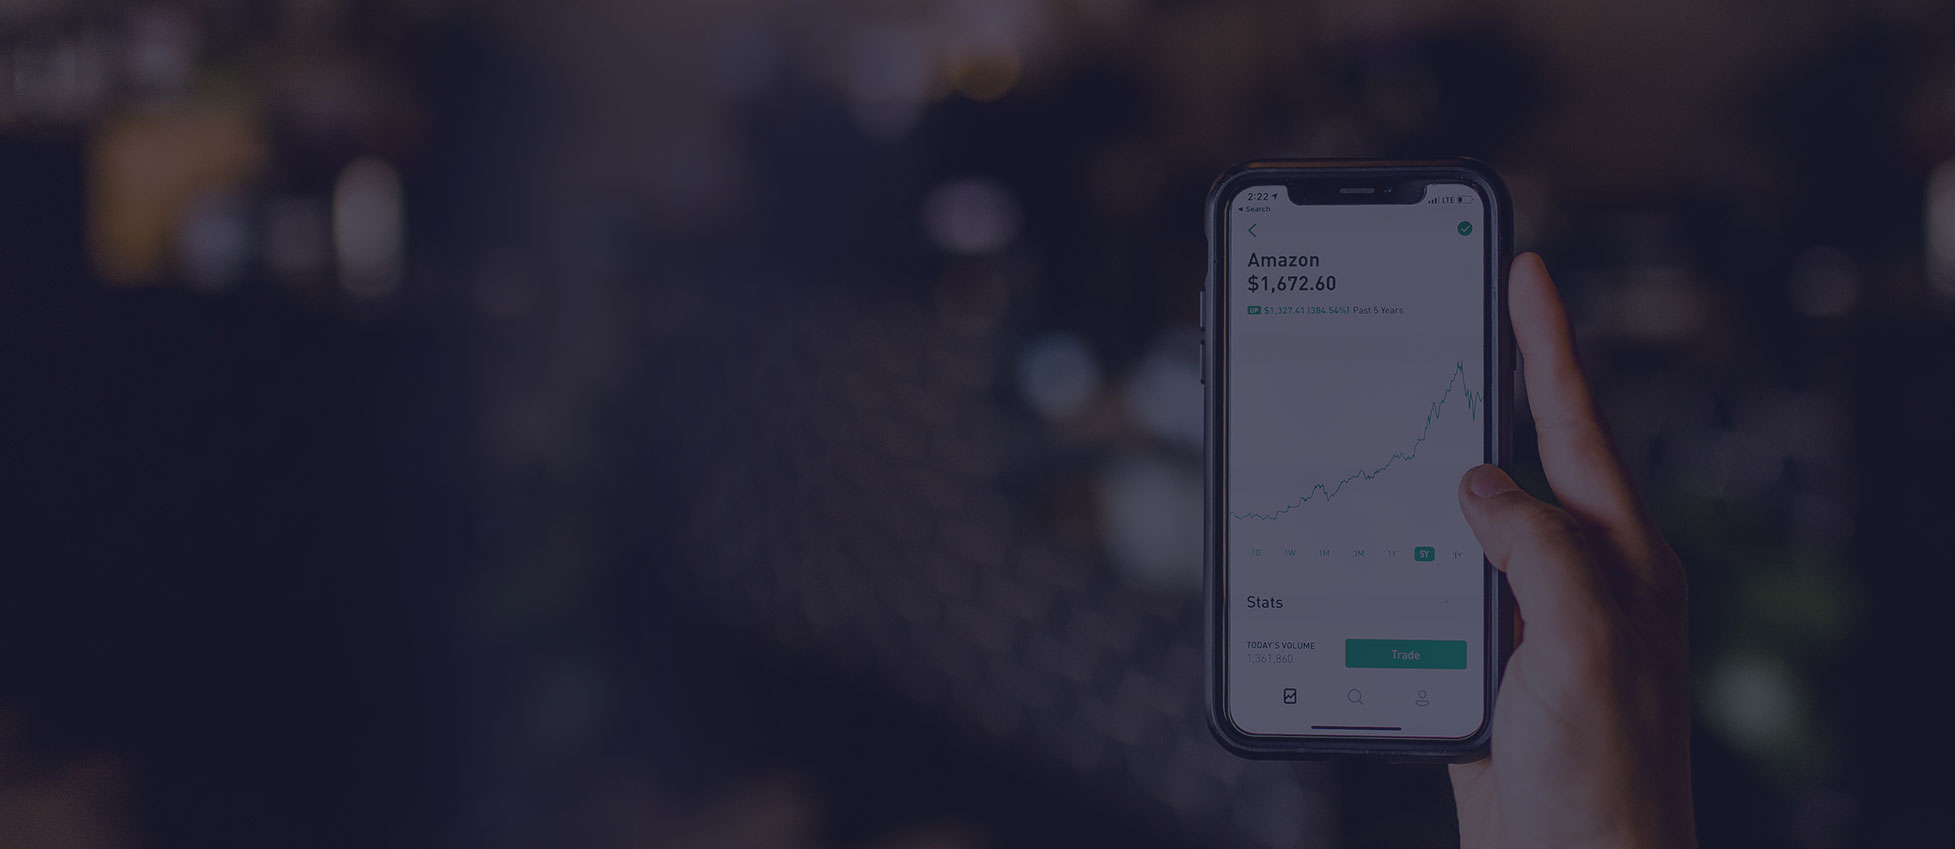 2:22
LTE
Search
Amazon
$1,672.60
UP $1,327.41 (384.54%) Past 5 Years
1D 1W 1M 3M 1Y 5Y
Stats
TODAY'S VOLUME
1,361,860
Trade